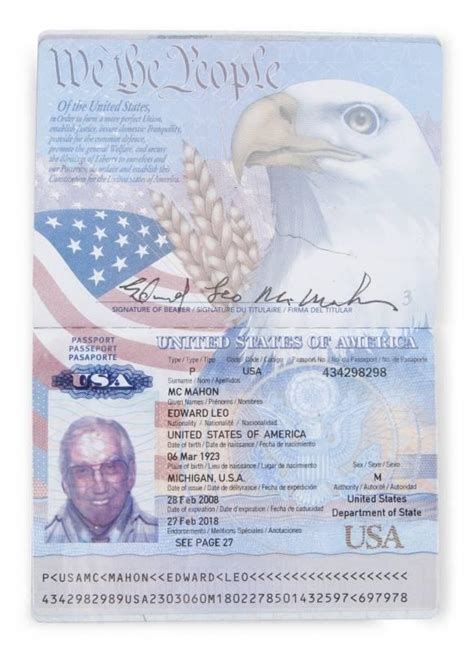 We the People
Of the United States,
in Order to form a more perfect Union,
establish Justice, insure domestic Tranquility,
provide for the common defence,
promote the general Welfare, and secure
the Blessings of Liberty to ourselves and
our Posterity, do ordain and establish this
Constitution for the United States of America.
Edward Leo McMahon
3
SIGNATURE OF BEARER / SIGNATURE DU TITULAIRE / FIRMA DEL TITULAR
PASSPORT
PASSEPORT
PASAPORTE
USA
UNITED STATES OF AMERICA
Type / Type / Tipo Code / Code / Código Passport No. / No du Passeport / No. de Pasaporte
P USA 434298298
Surname / Nom / Apellidos
MC MAHON
Given Names / Prénoms / Nombres
EDWARD LEO
Nationality / Nationalité / Nacionalidad
UNITED STATES OF AMERICA
Date of birth / Date de naissance / Fecha de nacimiento
06 Mar 1923
Place of birth / Lieu de naissance / Lugar de nacimiento Sex / Sexe / Sexo
MICHIGAN, U.S.A. M
Date of issue / Date de délivrance / Fecha de expedición Authority / Autorité / Autoridad
28 Feb 2008 United States
Date of expiration / Date d'expiration / Fecha de caducidad Department of State
27 Feb 2018
Endorsements / Mentions Spéciales / Anotaciones
SEE PAGE 27
USA
P<USAMC<MAHON<<EDWARD<LEO<<<<<<<<<<<<<<<<<<<
4342982989USA2303060M1802278501432597<697978